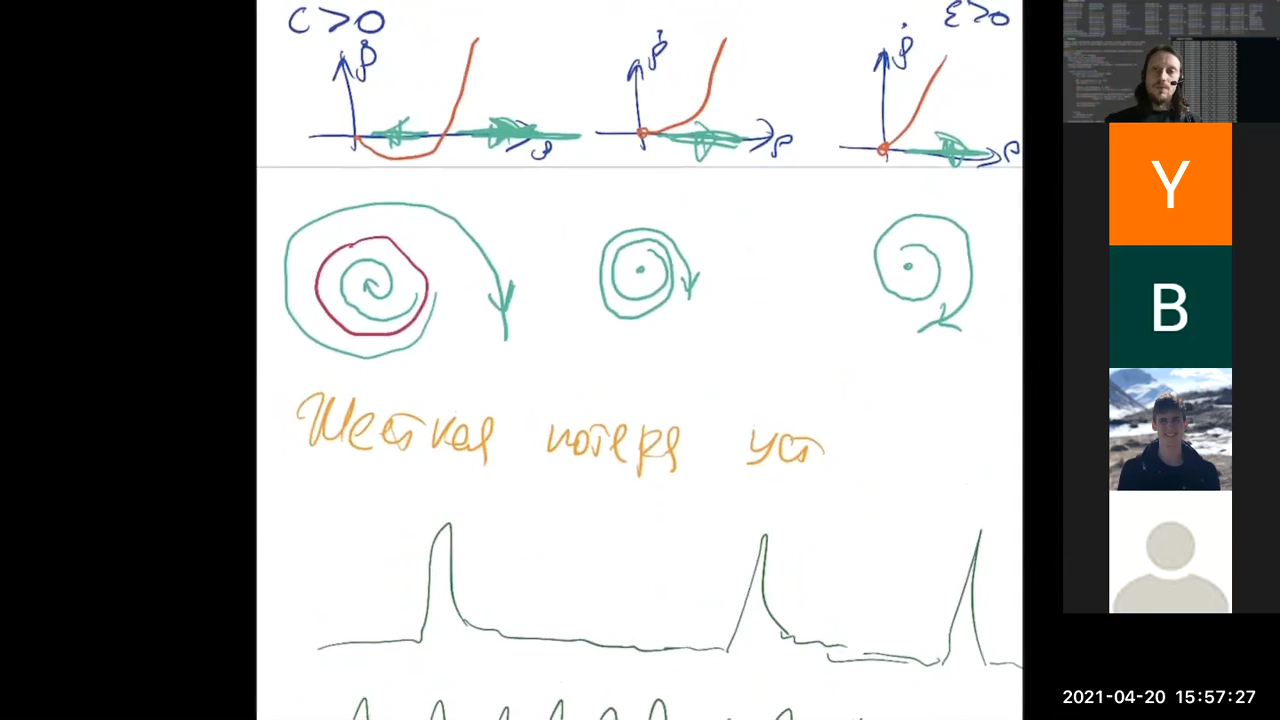 C > 0
ε > 0
ρ̇
ρ̇
ρ̇
ρ
ρ
ρ
Жесткая потеря уст
Y
B
2021-04-20 15:57:27